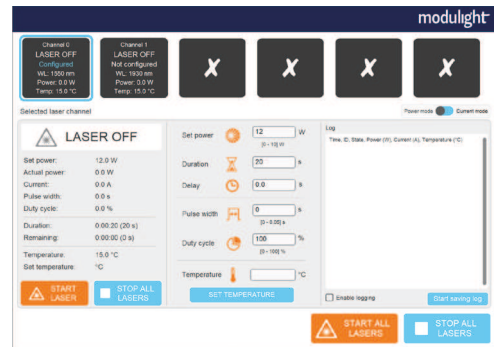 modulight
Channel 0
LASER OFF
Configured
WL: 1550 nm
Power: 0.0 W
Temp: 15.0 °C
Channel 1
LASER OFF
Not configured
WL: 1930 nm
Power: 0.0 W
Temp: 15.0 °C
Selected laser channel
Power mode Current mode
LASER OFF
Set power: 12.0 W
Actual power: 0.0 W
Current: 0.0 A
Pulse width: 0.0 s
Duty cycle: 0.0 %
Duration: 0:00:20 (20 s)
Remaining: 0:00:00 (0 s)
Temperature: 15.0 °C
Set temperature: °C
START LASER
STOP ALL LASERS
Set power 12 W
Duration 20 s
Delay 0.0 s
Pulse width 0 s
[0 - 0.00] s
Duty cycle 100 %
[0 - 100] %
Temperature °C
SET TEMPERATURE
Log
Time, ID, State, Power (W), Current (A), Temperature (°C)
Enable logging
Start saving log
START ALL LASERS
STOP ALL LASERS